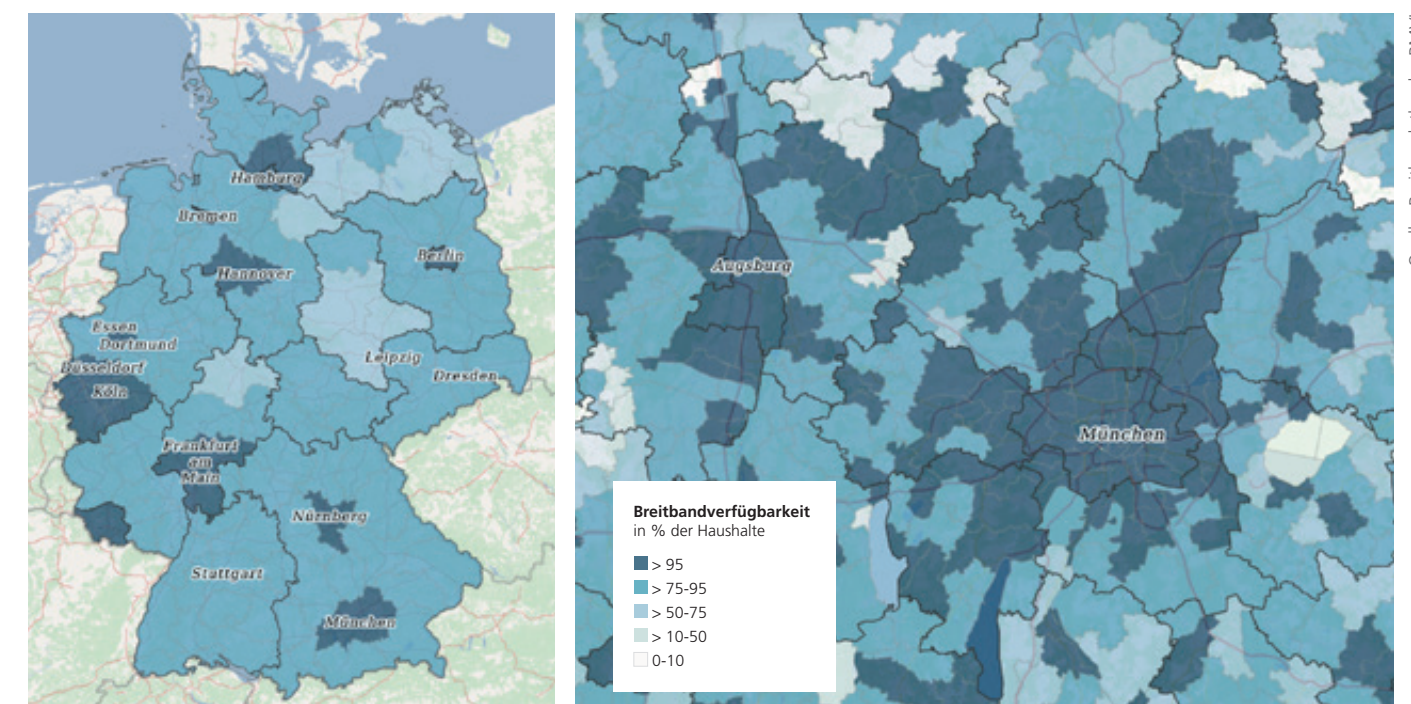 Hamburg
Bremen
Berlin
Hannover
Essen
Dortmund
Düsseldorf
Leipzig
Köln
Dresden
Frankfurt
am
Main
Nürnberg
Stuttgart
München
Augsburg
München
Breitbandverfügbarkeit
in % der Haushalte
> 95
> 75-95
> 50-75
> 10-50
0-10